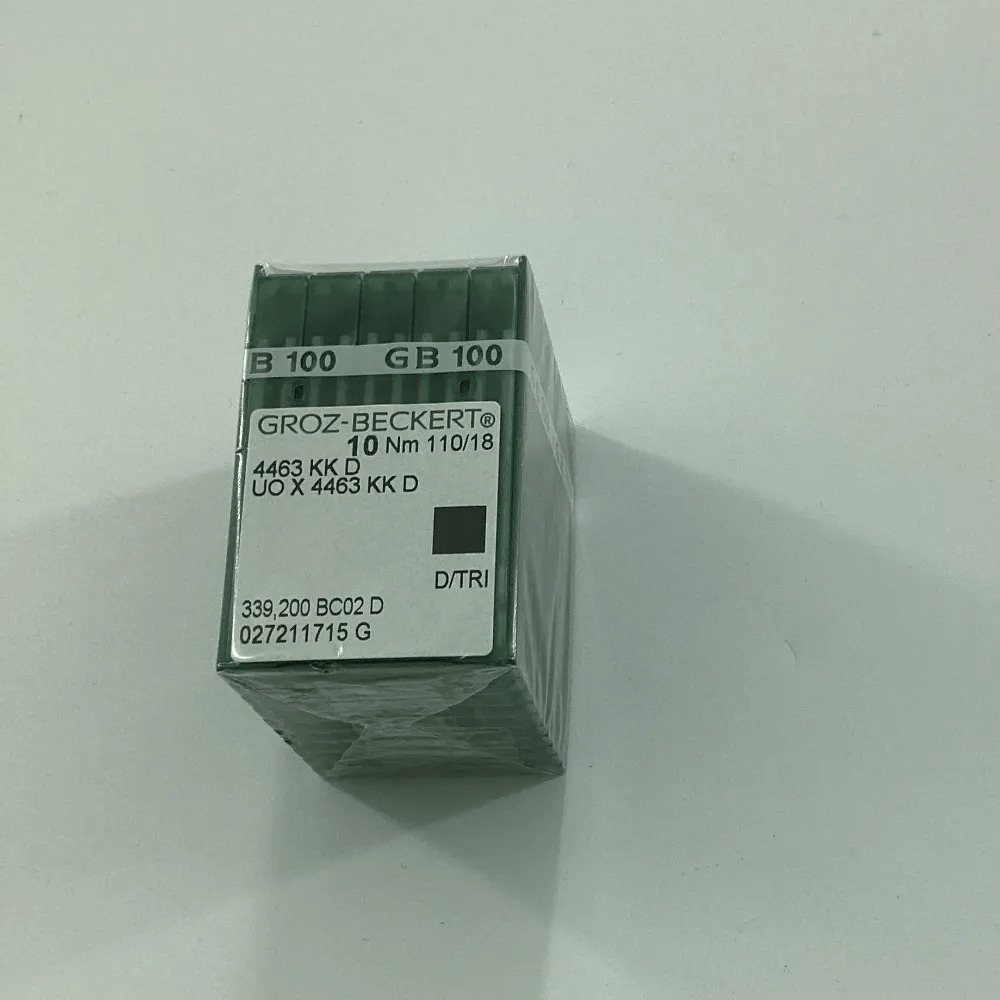 B 100 GB 100
GROZ-BECKERT®
10 Nm 110/18
4463 KK D
UO X 4463 KK D
D/TRI
339,200 BC02 D
027211715 G